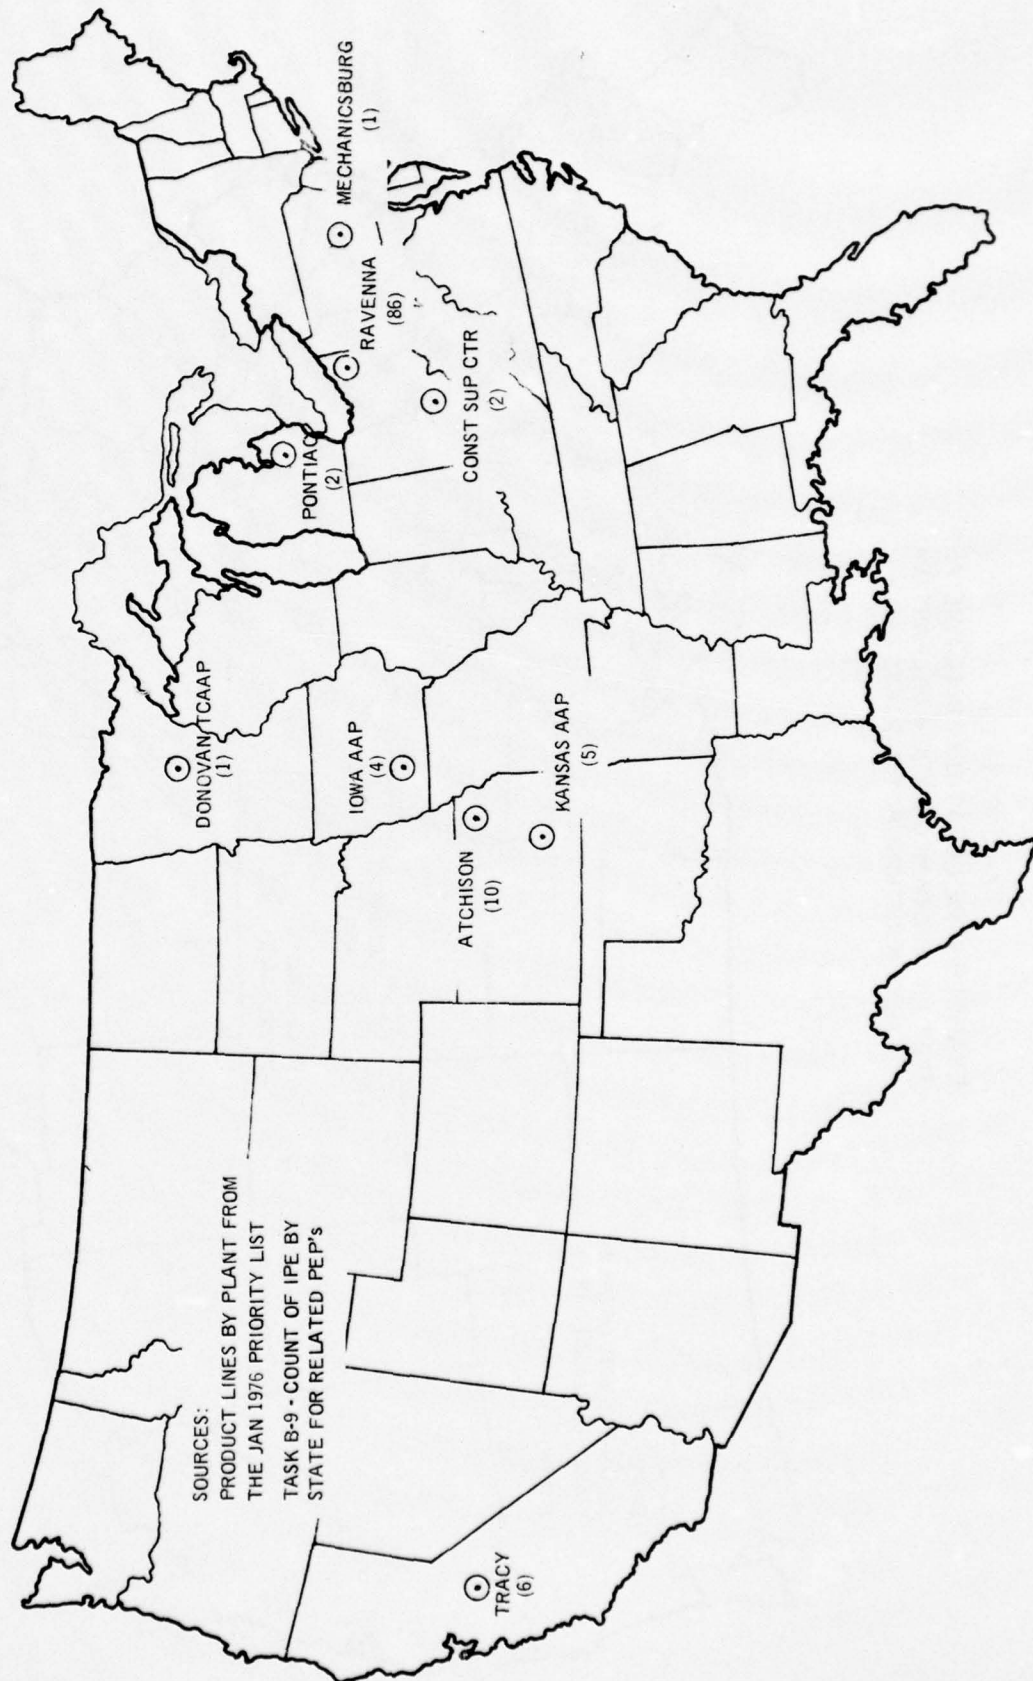 MECHANICSBURG
(1)
RAVENNA
(86)
PONTIAC
(2)
CONST SUP CTR
(2)
DONOVAN TCAAP
(1)
IOWA AAP
(4)
KANSAS AAP
(5)
ATCHISON
(10)
SOURCES:
PRODUCT LINES BY PLANT FROM
THE JAN 1976 PRIORITY LIST
TASK B-9 - COUNT OF IPE BY
STATE FOR RELATED PEP's
TRACY
(6)